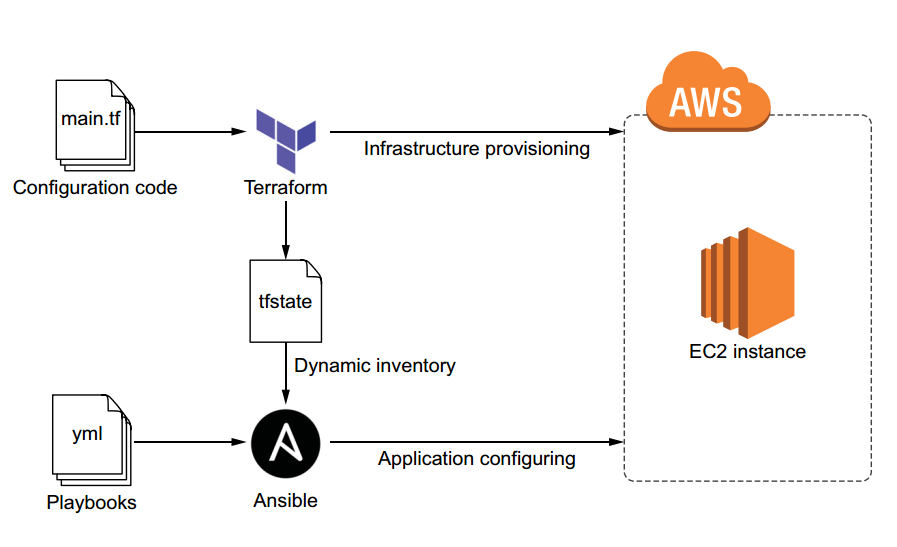 AWS
main.tf
Infrastructure provisioning
Configuration code
Terraform
tfstate
EC2 instance
Dynamic inventory
yml
Application configuring
Playbooks
Ansible